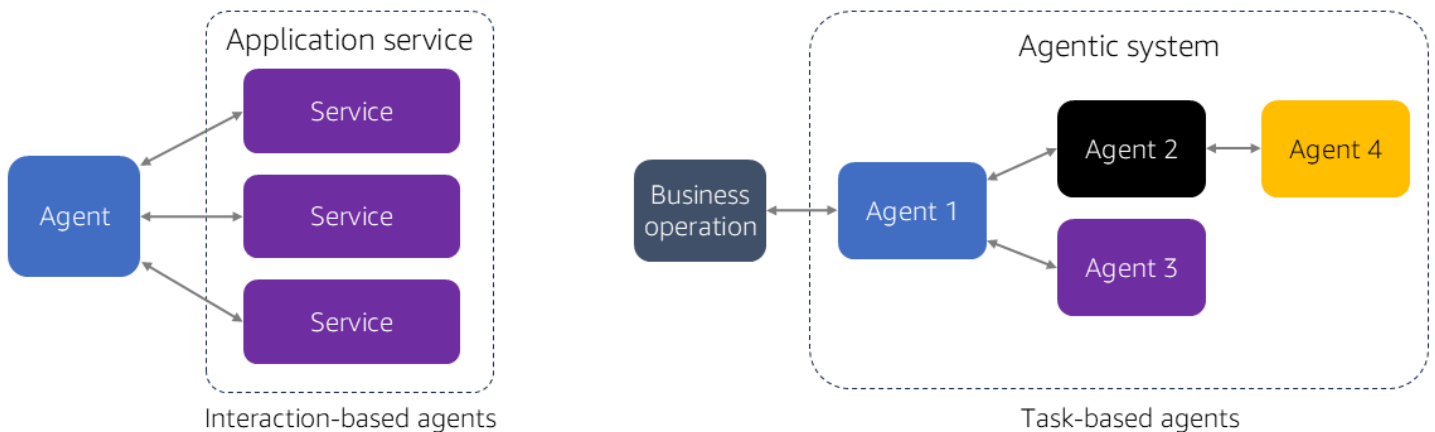 Application service
Service
Agent
Service
Service
Interaction-based agents
Agentic system
Business
operation
Agent 1
Agent 2
Agent 4
Agent 3
Task-based agents